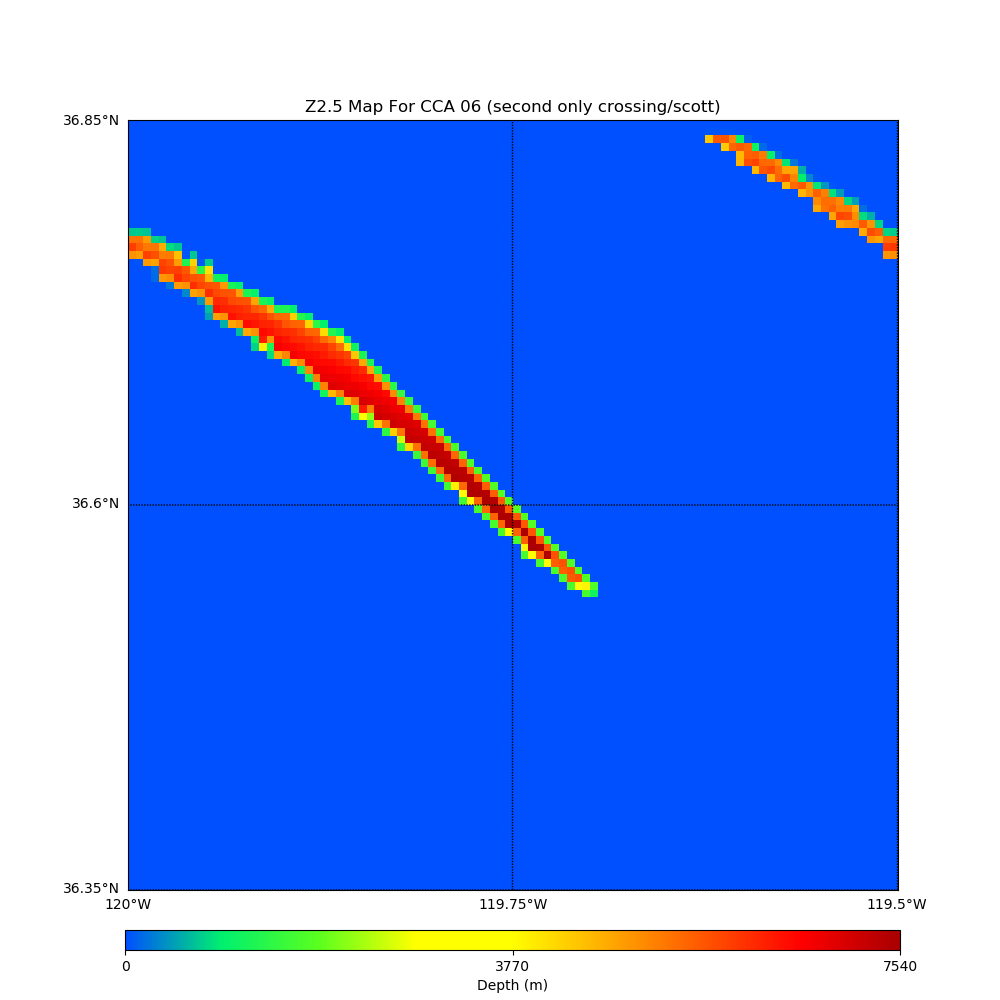 Z2.5 Map For CCA 06 (second only crossing/scott)
36.85°N
36.6°N
36.35°N
120°W 119.75°W 119.5°W
0 3770 7540
Depth (m)